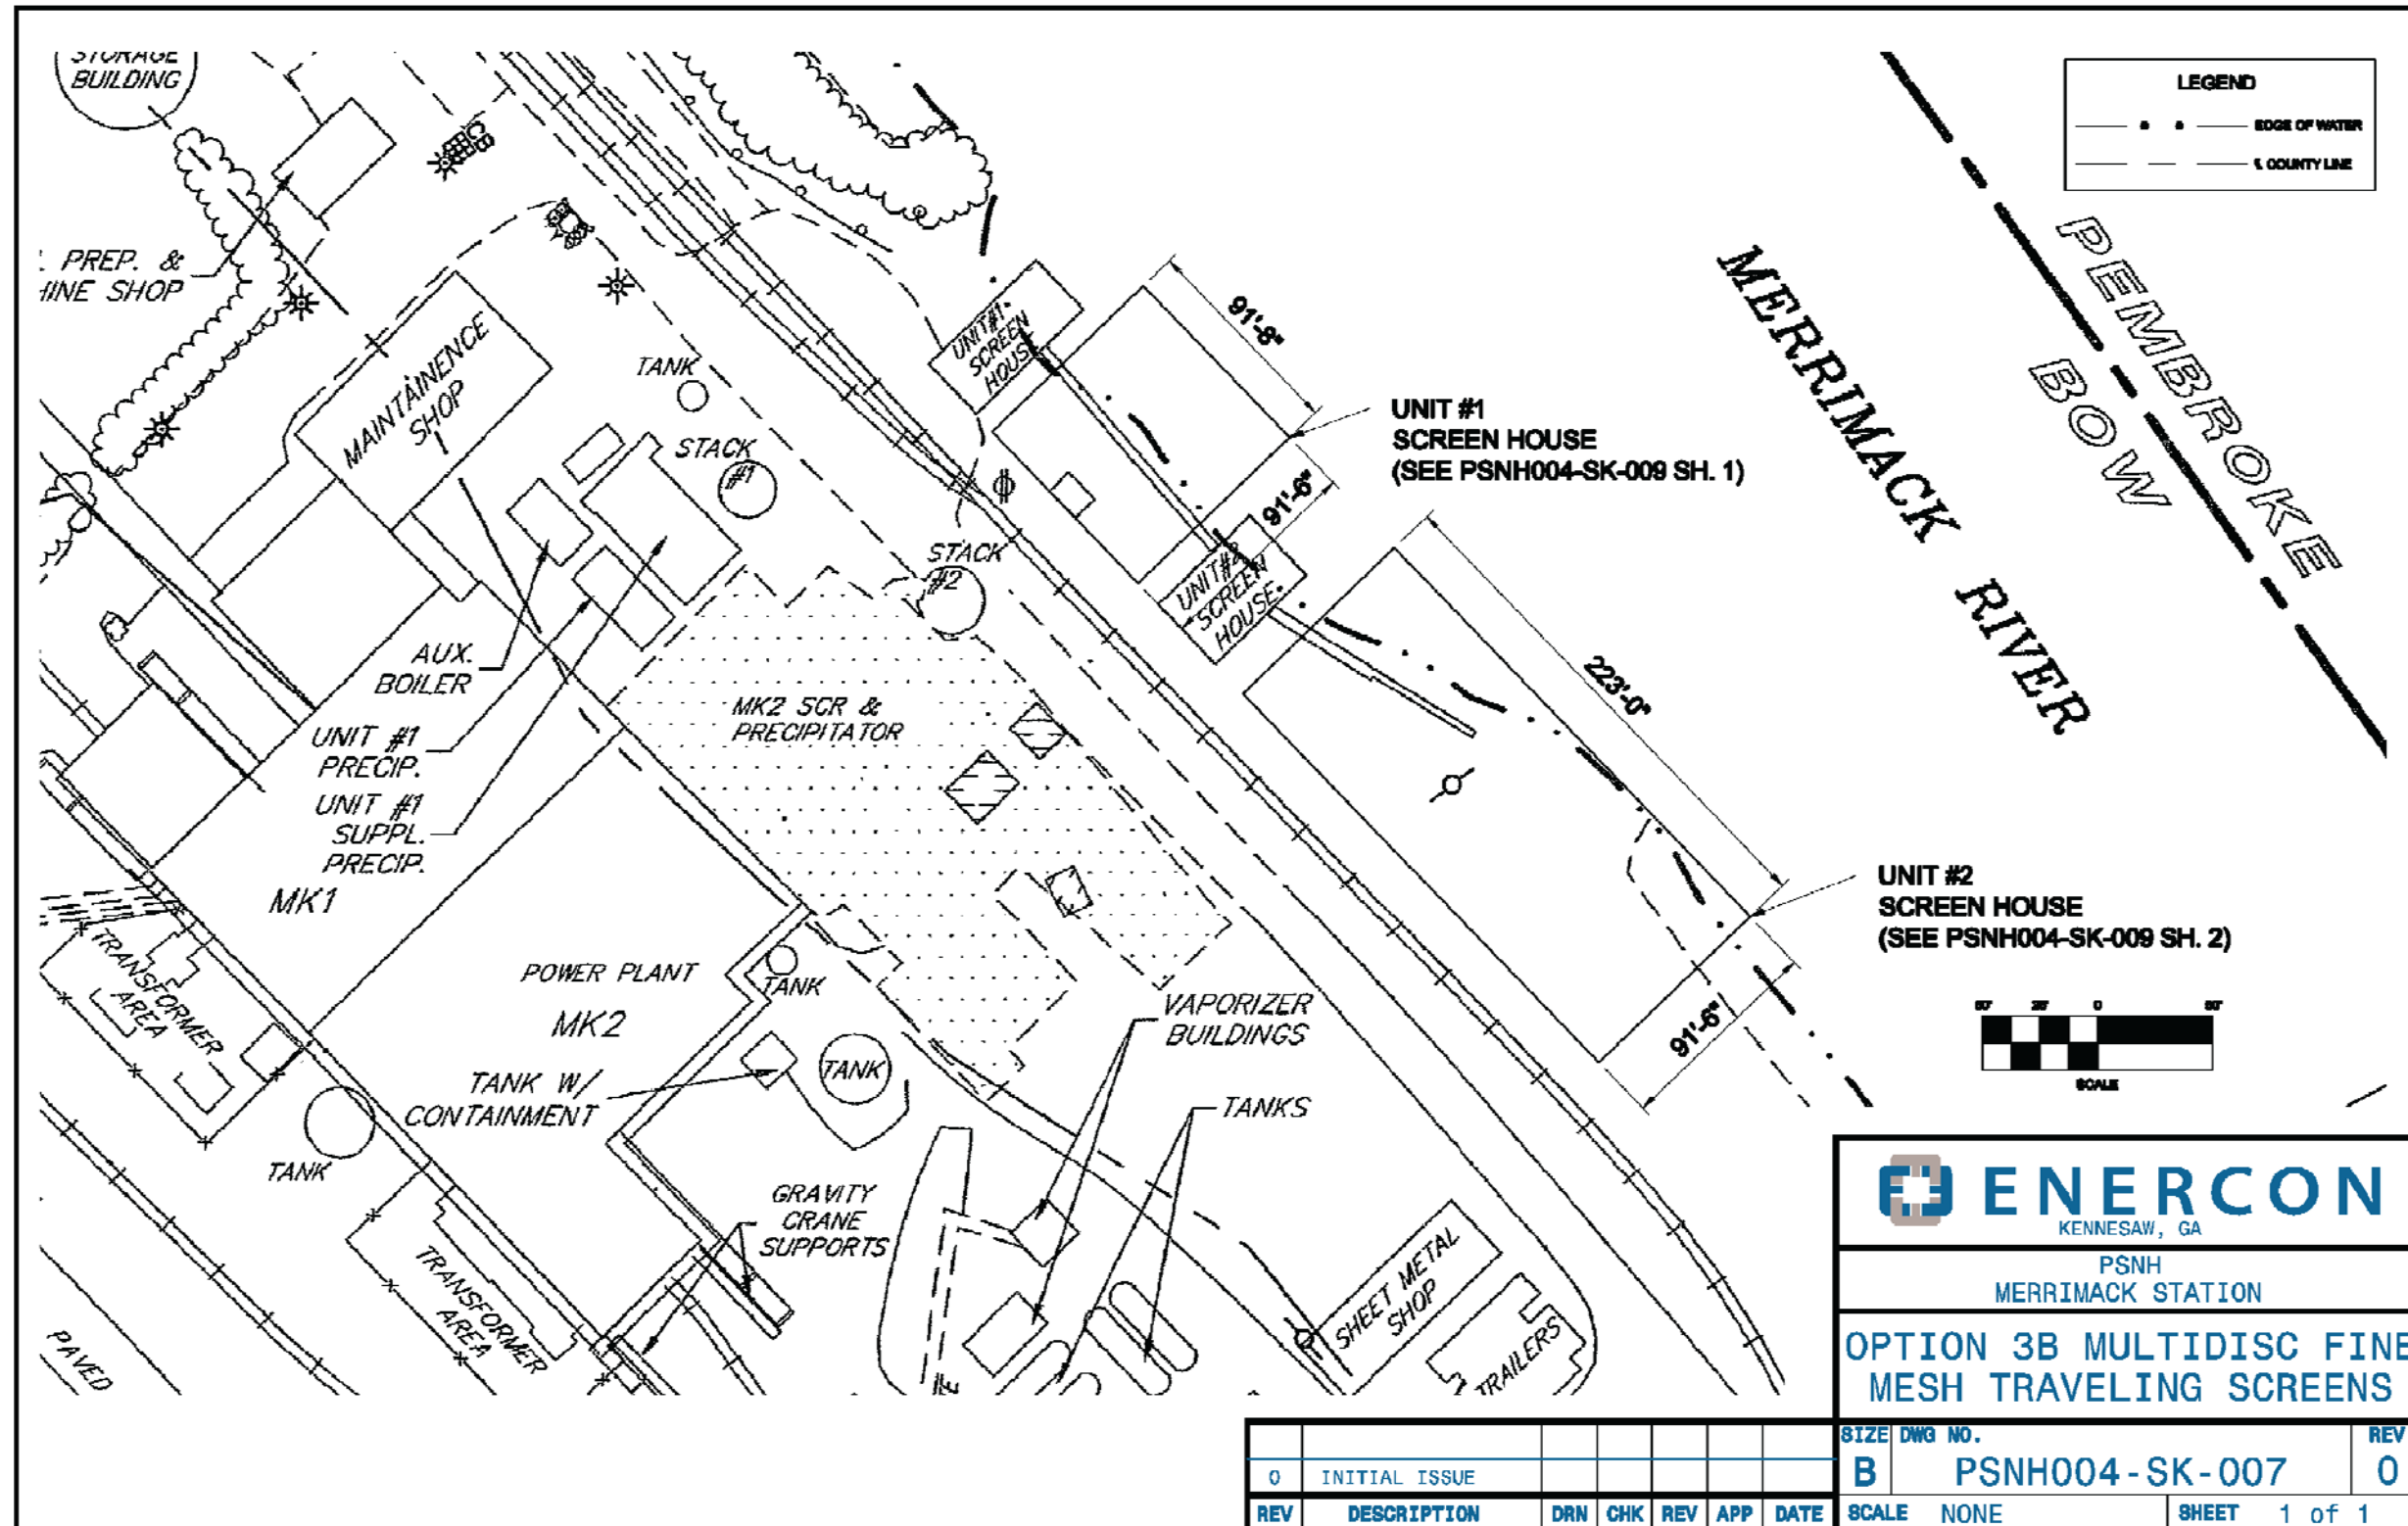 STORAGE
BUILDING
CB
PREP. &
HINE SHOP
MAINTAINENCE
SHOP
TANK
STACK
#1
STACK
#2
UNIT#1
SCREEN
HOUSE
91'-8"
UNIT #1
SCREEN HOUSE
(SEE PSNH004-SK-009 SH. 1)
91'-6"
UNIT#2
SCREEN
HOUSE
LEGEND
EDGE OF WATER
℄ COUNTY LINE
MERRIMACK RIVER
PEMBROKE
BOW
223'-0"
AUX.
BOILER
UNIT #1
PRECIP.
UNIT #1
SUPPL.
PRECIP.
MK2 SCR &
PRECIPITATOR
MK1
TRANSFORMER
AREA
POWER PLANT
MK2
TANK
TANK
TANK W/
CONTAINMENT
VAPORIZER
BUILDINGS
TANKS
TANK
GRAVITY
CRANE
SUPPORTS
TRANSFORMER
AREA
PAVED
SHEET METAL
SHOP
TRAILERS
UNIT #2
SCREEN HOUSE
(SEE PSNH004-SK-009 SH. 2)
91'-6"
0
SCALE
ENERCON
KENNESAW, GA
PSNH
MERRIMACK STATION
OPTION 3B MULTIDISC FINE
MESH TRAVELING SCREENS
SIZE DWG NO. REV
B PSNH004-SK-007 0
SCALE NONE SHEET 1 of 1
0 INITIAL ISSUE
REV DESCRIPTION DRN CHK REV APP DATE